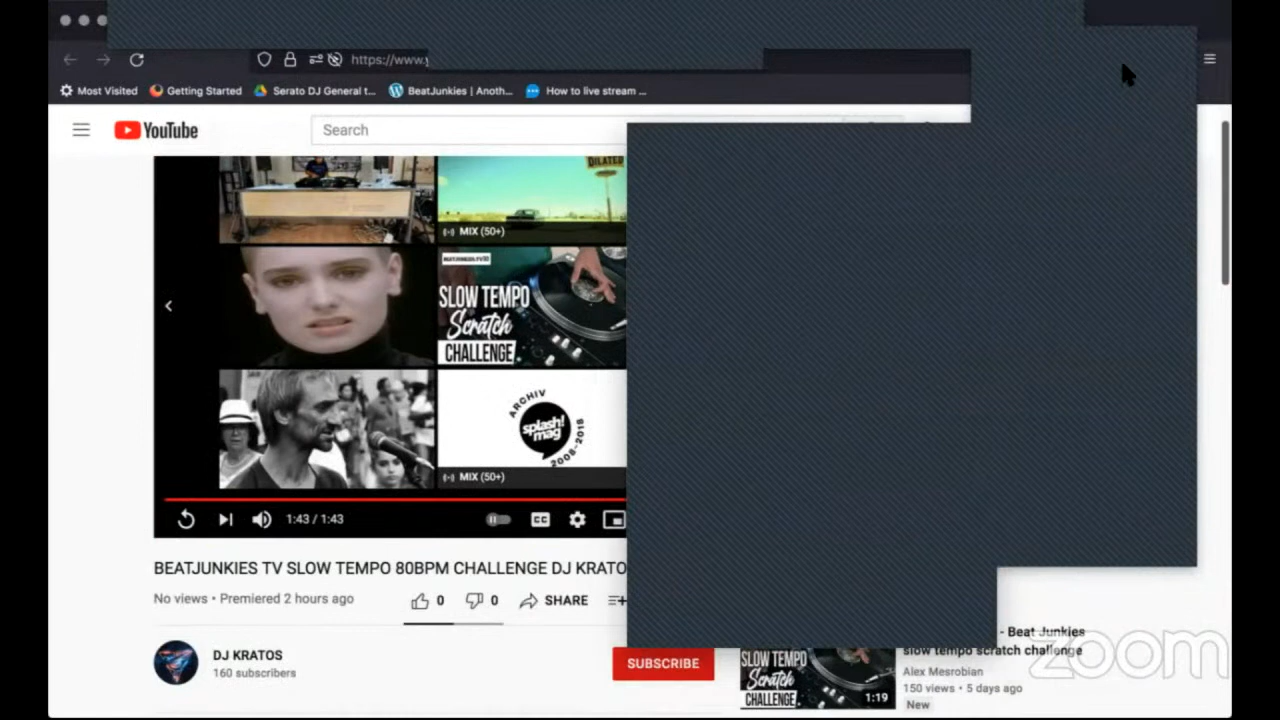 https://www.y
Most Visited Getting Started Serato DJ General t... BeatJunkies | Anoth... How to live stream ...
YouTube
Search
DILATED
MIX (50+)
BEATJUNKIES TV
SLOW TEMPO
Scratch
CHALLENGE
ARCHIV
splash!
mag
2008-2018
MIX (50+)
1:43 / 1:43
CC
BEATJUNKIES TV SLOW TEMPO 80BPM CHALLENGE DJ KRATO
No views • Premiered 2 hours ago
0 0 SHARE
DJ KRATOS
160 subscribers
SUBSCRIBE
SLOW TEMPO
Scratch
CHALLENGE
1:19
- Beat Junkies
slow tempo scratch challenge
Alex Mesrobian
150 views • 5 days ago
New
zoom